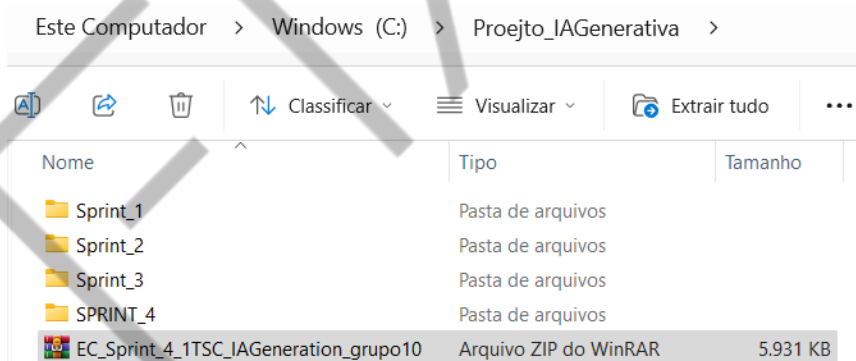 Este Computador > Windows (C:) > Proejto_IAGenerativa >
A Classificar Visualizar Extrair tudo ...
Nome Tipo Tamanho
Sprint_1 Pasta de arquivos
Sprint_2 Pasta de arquivos
Sprint_3 Pasta de arquivos
SPRINT_4 Pasta de arquivos
EC_Sprint_4_1TSC_IAGeneration_grupo10 Arquivo ZIP do WinRAR 5.931 KB